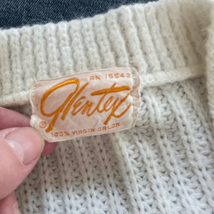 RN 15543
Glentex
®
100% VIRGIN ORLON